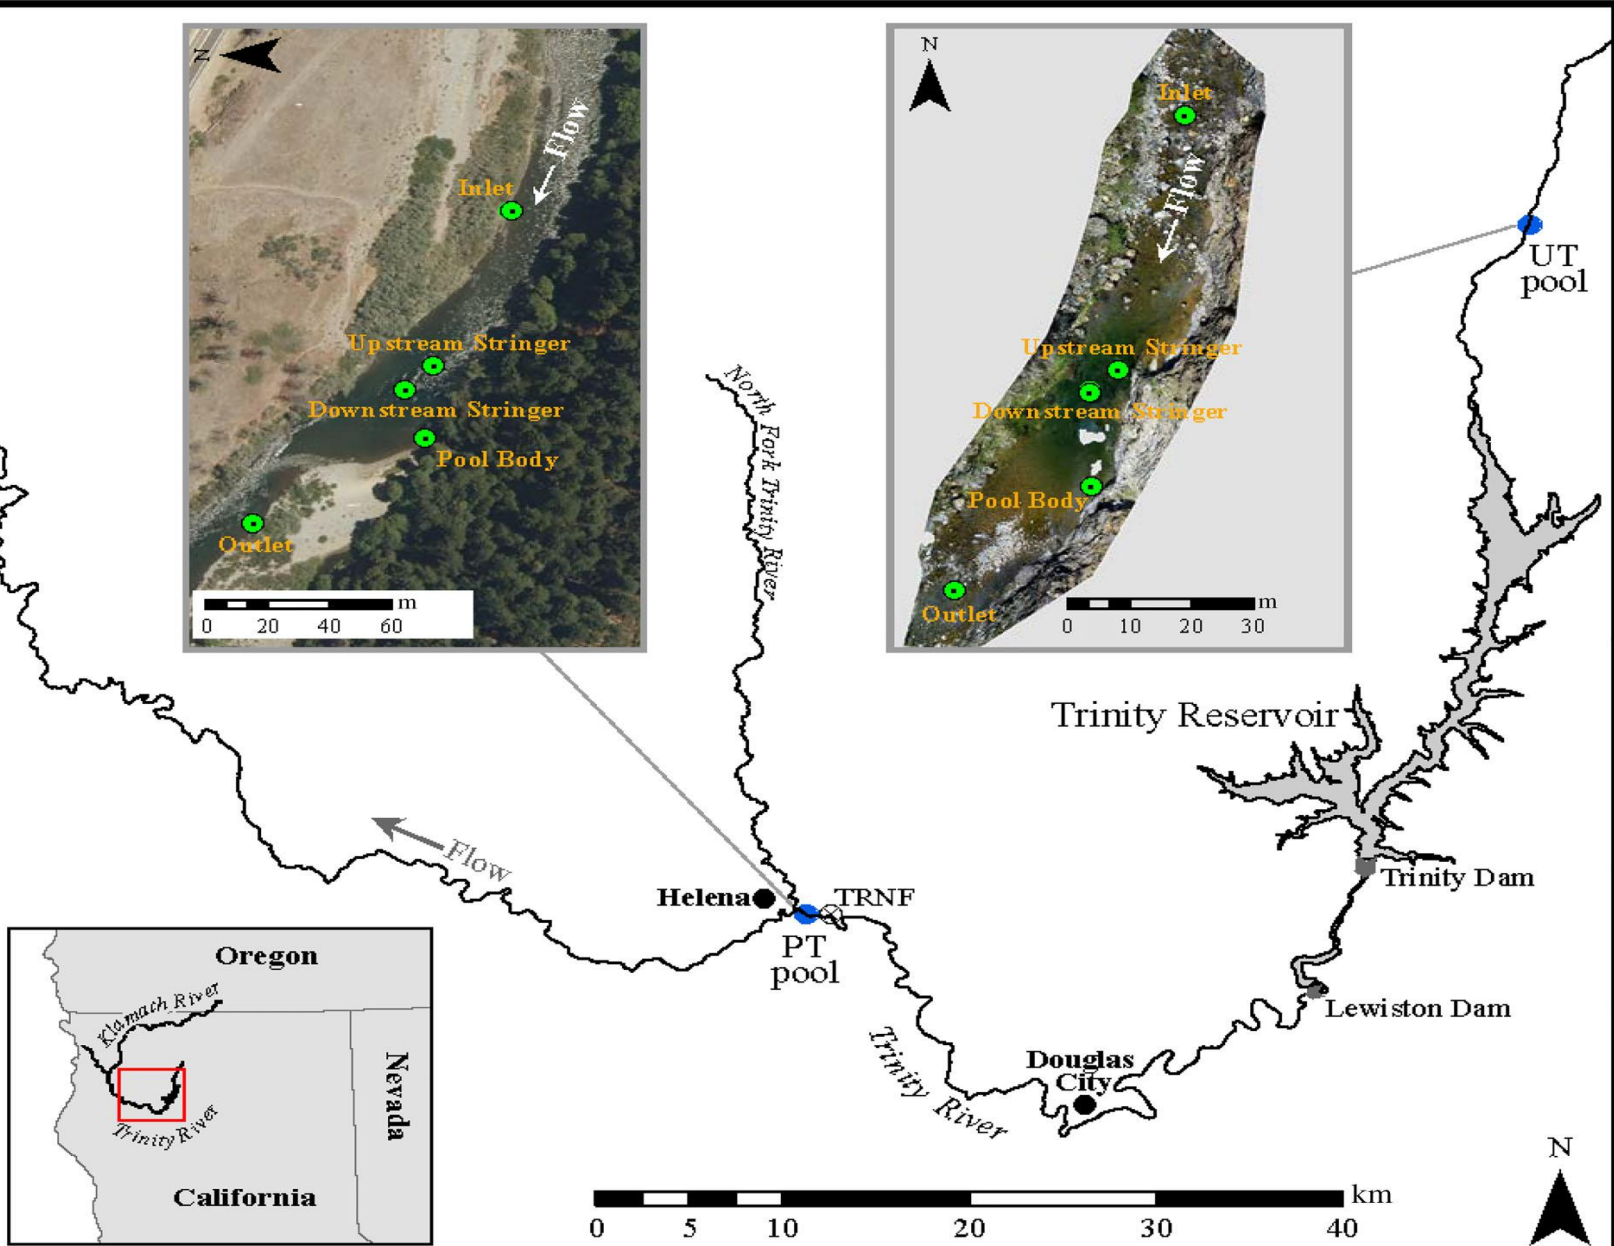 N
Flow
Inlet
Upstream Stringer
Downstream Stringer
Pool Body
Outlet
m
0 20 40 60
N
Inlet
Flow
Upstream Stringer
Downstream Stringer
Pool Body
Outlet
m
0 10 20 30
UT
pool
North Fork Trinity River
Trinity Reservoir
Flow
Helena
TRNF
PT
pool
Trinity Dam
Lewiston Dam
Douglas
City
Trinity River
Oregon
Klamach River
Nevada
Trinity River
California
km
0 5 10 20 30 40
N